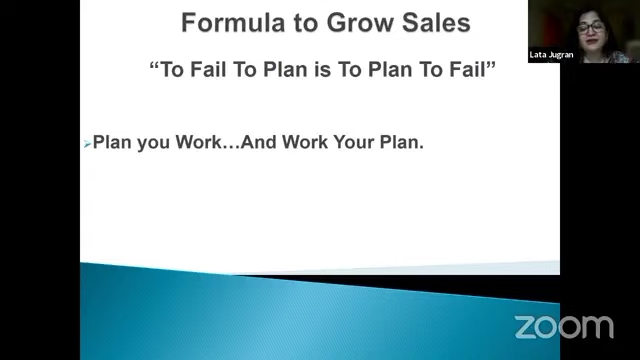 Formula to Grow Sales
Lata Jugran
“To Fail To Plan is To Plan To Fail”
Plan you Work…And Work Your Plan.
zoom